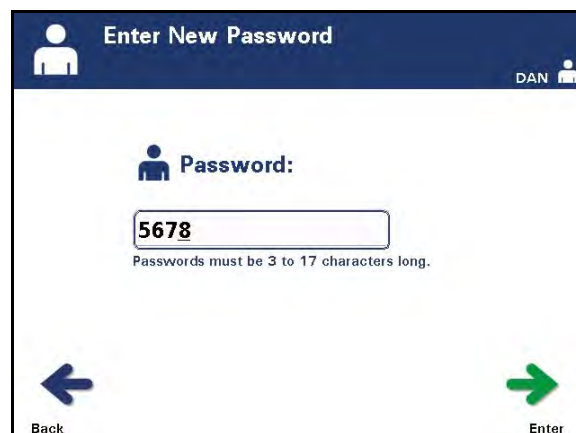 Enter New Password
DAN
Password:
5678
Passwords must be 3 to 17 characters long.
Back
Enter